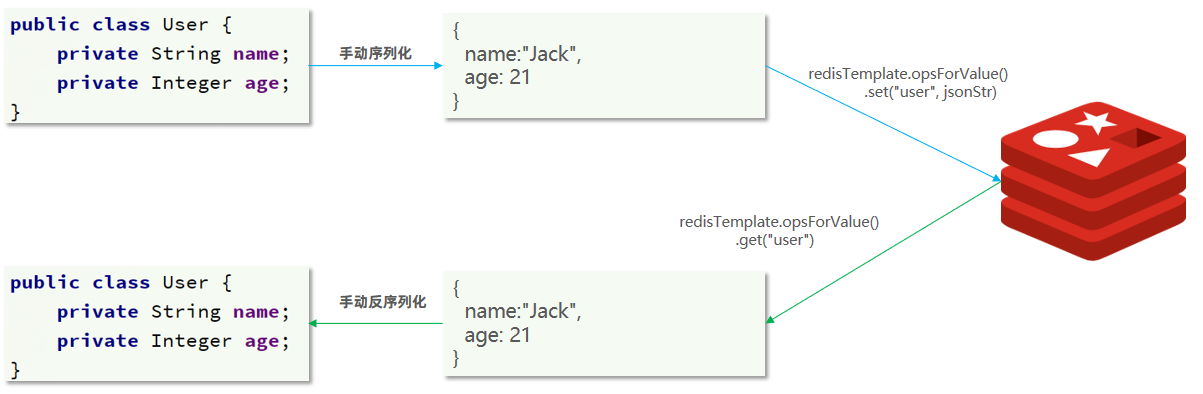 public class User {
    private String name;
    private Integer age;
}
手动序列化
{
  name:"Jack",
  age: 21
}
redisTemplate.opsForValue()
.set("user", jsonStr)
redisTemplate.opsForValue()
.get("user")
{
  name:"Jack",
  age: 21
}
手动反序列化
public class User {
    private String name;
    private Integer age;
}